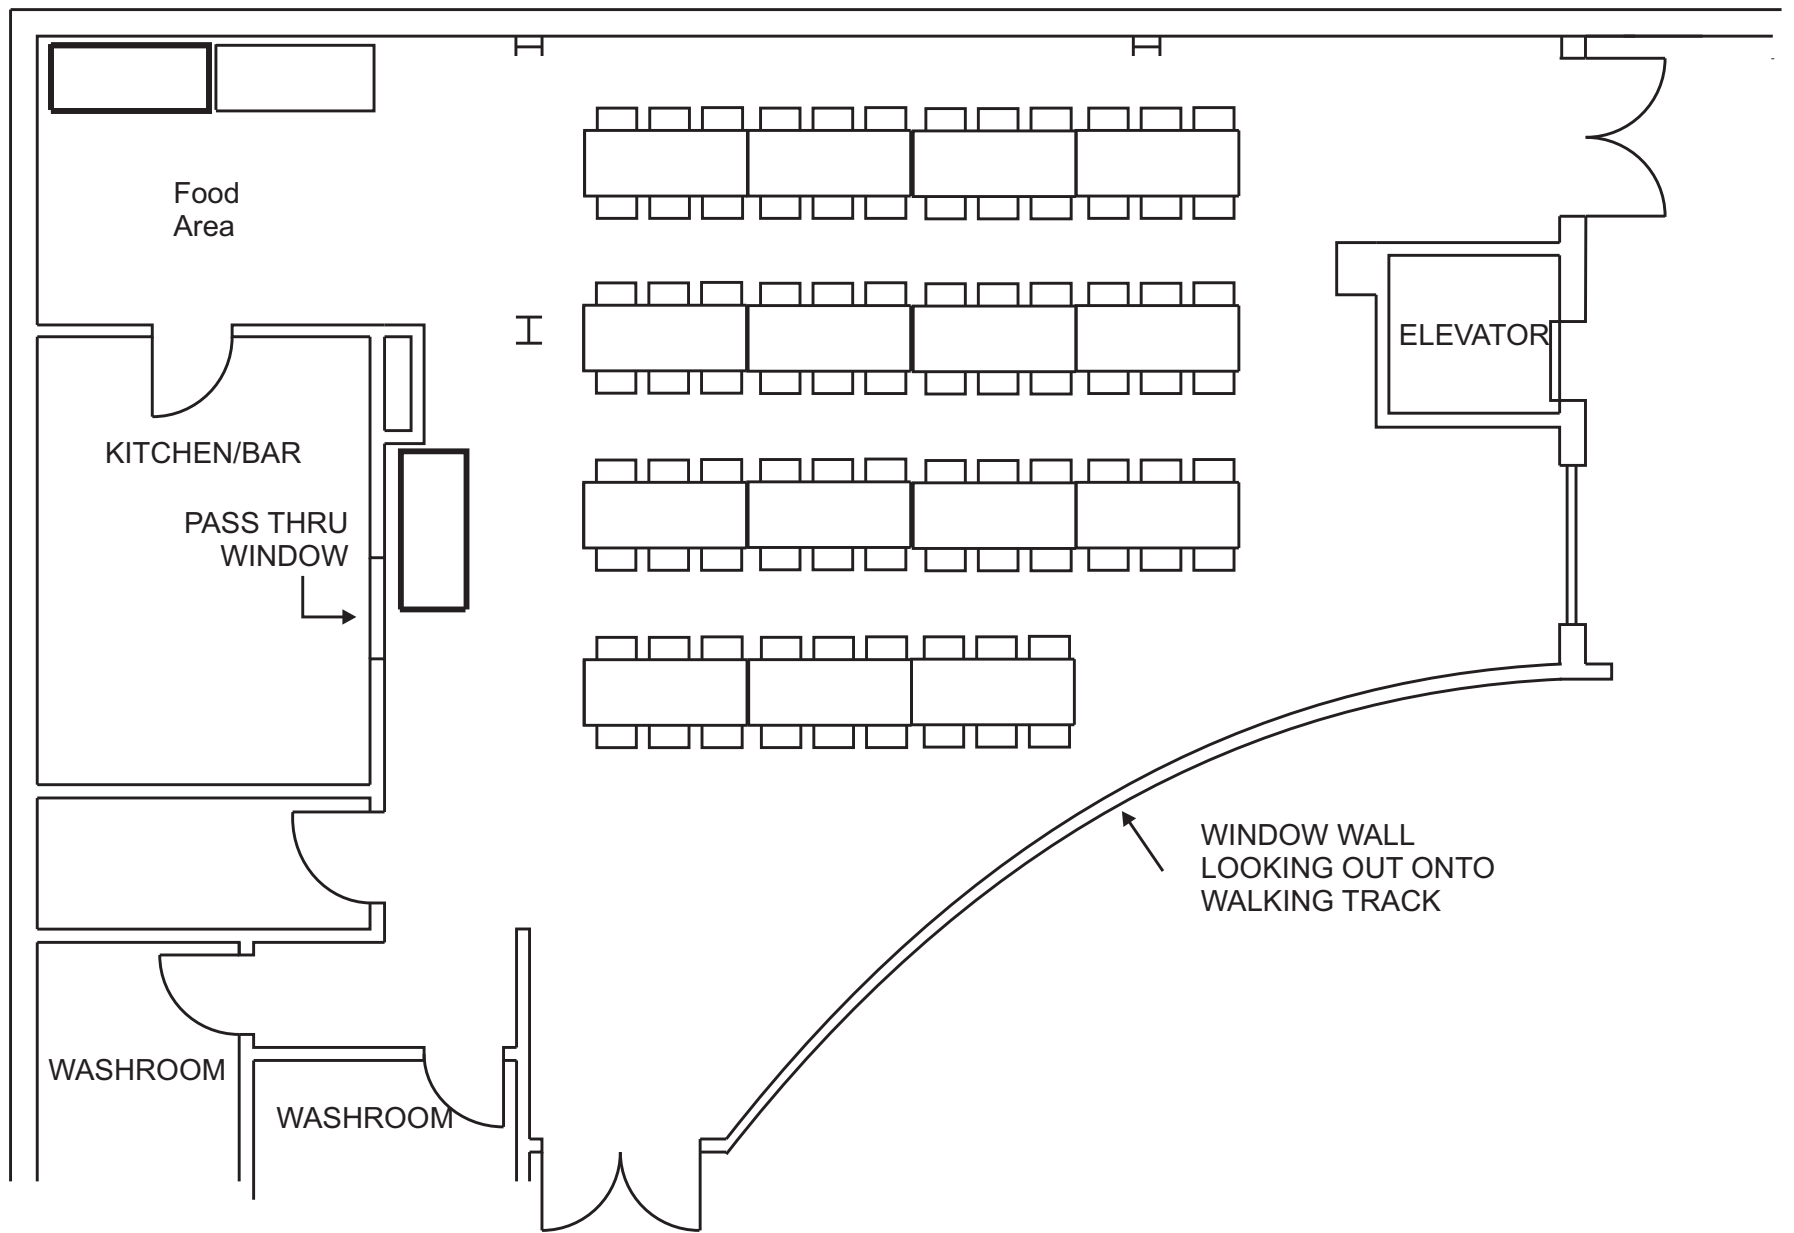 Food
Area
ELEVATOR
KITCHEN/BAR
PASS THRU
WINDOW
WINDOW WALL
LOOKING OUT ONTO
WALKING TRACK
WASHROOM
WASHROOM